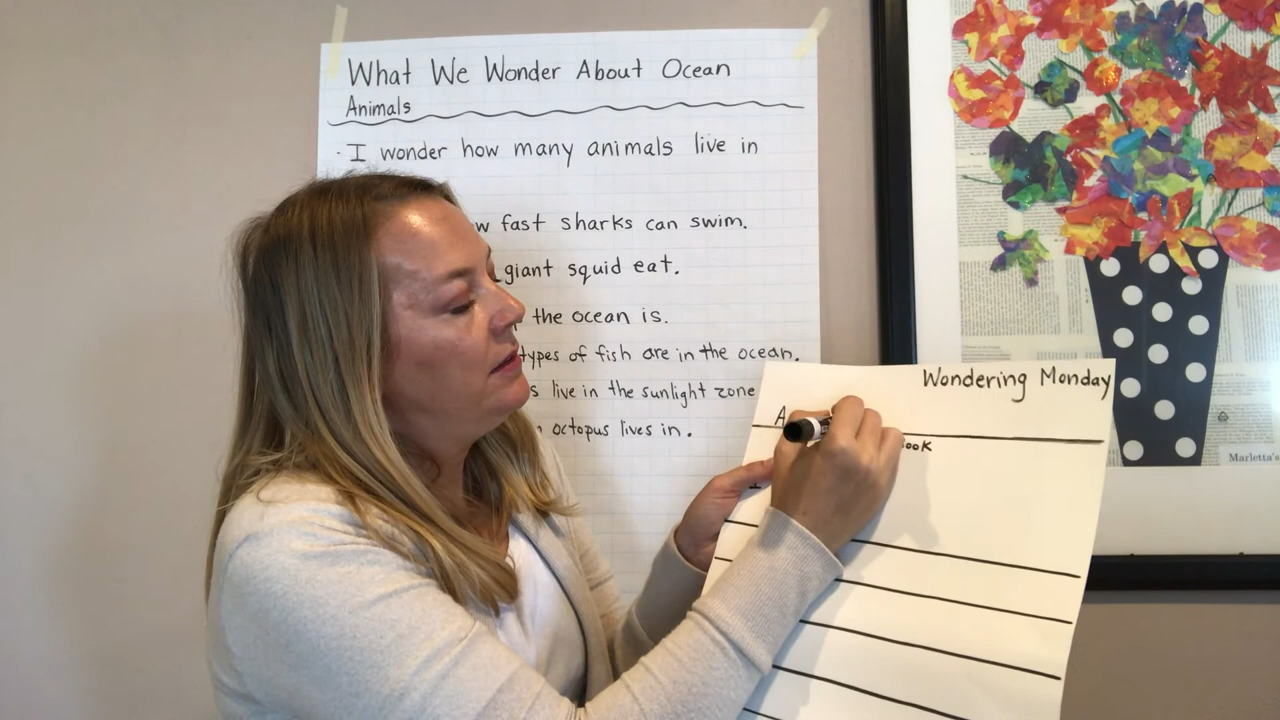 What We Wonder About Ocean
Animals
· I wonder how many animals live in
fast sharks can swim.
giant squid eat.
the ocean is.
types of fish are in the ocean.
live in the sunlight zone
octopus lives in.
Wondering Monday
A
I
Marletta's